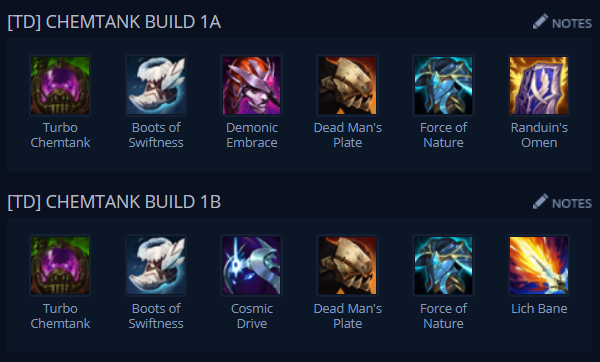 [TD] CHEMTANK BUILD 1A
NOTES
Turbo Chemtank
Boots of Swiftness
Demonic Embrace
Dead Man's Plate
Force of Nature
Randuin's Omen
[TD] CHEMTANK BUILD 1B
NOTES
Turbo Chemtank
Boots of Swiftness
Cosmic Drive
Dead Man's Plate
Force of Nature
Lich Bane